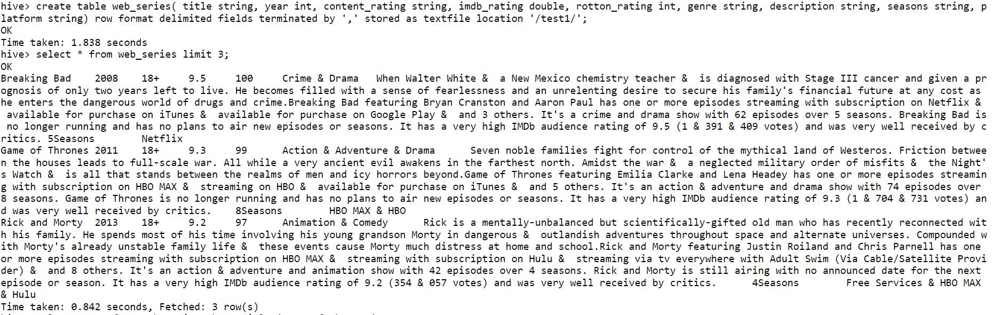 hive> create table web_series( title string, year int, content_rating string, imdb_rating double, rotton_rating int, genre string, description string, seasons string, p
latform string) row format delimited fields terminated by ',' stored as textfile location '/test1/';
OK
Time taken: 1.838 seconds
hive> select * from web_series limit 3;
OK
Breaking Bad    2008    18+     9.5     100     Crime & Drama   When Walter White &  a New Mexico chemistry teacher &  is diagnosed with Stage III cancer and given a pr
ognosis of only two years left to live. He becomes filled with a sense of fearlessness and an unrelenting desire to secure his family's financial future at any cost as
he enters the dangerous world of drugs and crime.Breaking Bad featuring Bryan Cranston and Aaron Paul has one or more episodes streaming with subscription on Netflix &
 available for purchase on iTunes &  available for purchase on Google Play &  and 3 others. It's a crime and drama show with 62 episodes over 5 seasons. Breaking Bad is
 no longer running and has no plans to air new episodes or seasons. It has a very high IMDb audience rating of 9.5 (1 & 391 & 409 votes) and was very well received by c
ritics. 5Seasons        Netflix
Game of Thrones 2011    18+     9.3     99      Action & Adventure & Drama      Seven noble families fight for control of the mythical land of Westeros. Friction betwee
n the houses leads to full-scale war. All while a very ancient evil awakens in the farthest north. Amidst the war &  a neglected military order of misfits &  the Night'
s Watch &  is all that stands between the realms of men and icy horrors beyond.Game of Thrones featuring Emilia Clarke and Lena Headey has one or more episodes streamin
g with subscription on HBO MAX &  streaming on HBO &  available for purchase on iTunes &  and 5 others. It's an action & adventure and drama show with 74 episodes over
8 seasons. Game of Thrones is no longer running and has no plans to air new episodes or seasons. It has a very high IMDb audience rating of 9.3 (1 & 704 & 731 votes) an
d was very well received by critics.    8Seasons        HBO MAX & HBO
Rick and Morty  2013    18+     9.2     97      Animation & Comedy      Rick is a mentally-unbalanced but scientifically-gifted old man who has recently reconnected wit
h his family. He spends most of his time involving his young grandson Morty in dangerous &  outlandish adventures throughout space and alternate universes. Compounded w
ith Morty's already unstable family life &  these events cause Morty much distress at home and school.Rick and Morty featuring Justin Roiland and Chris Parnell has one
or more episodes streaming with subscription on HBO MAX &  streaming with subscription on Hulu &  streaming via tv everywhere with Adult Swim (Via Cable/Satellite Provi
der) &  and 8 others. It's an action & adventure and animation show with 42 episodes over 4 seasons. Rick and Morty is still airing with no announced date for the next
episode or season. It has a very high IMDb audience rating of 9.2 (354 & 057 votes) and was very well received by critics.      4Seasons        Free Services & HBO MAX
& Hulu
Time taken: 0.842 seconds, Fetched: 3 row(s)